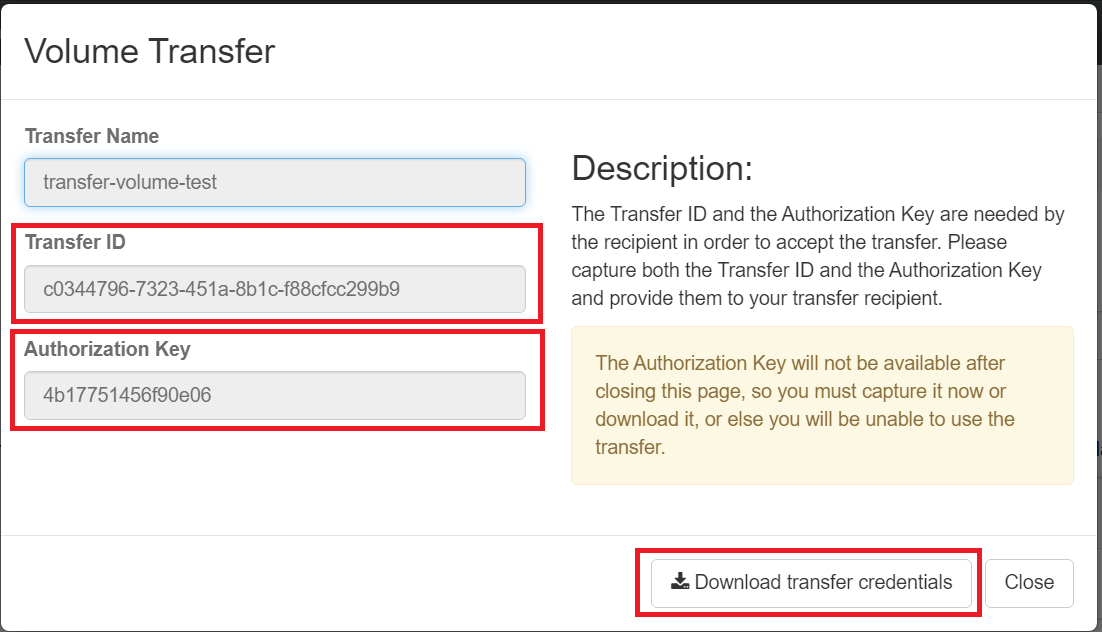 Volume Transfer
Transfer Name
transfer-volume-test
Transfer ID
c0344796-7323-451a-8b1c-f88cfcc299b9
Authorization Key
4b17751456f90e06
Description:
The Transfer ID and the Authorization Key are needed by
the recipient in order to accept the transfer. Please
capture both the Transfer ID and the Authorization Key
and provide them to your transfer recipient.
The Authorization Key will not be available after
closing this page, so you must capture it now or
download it, or else you will be unable to use the
transfer.
Download transfer credentials
Close